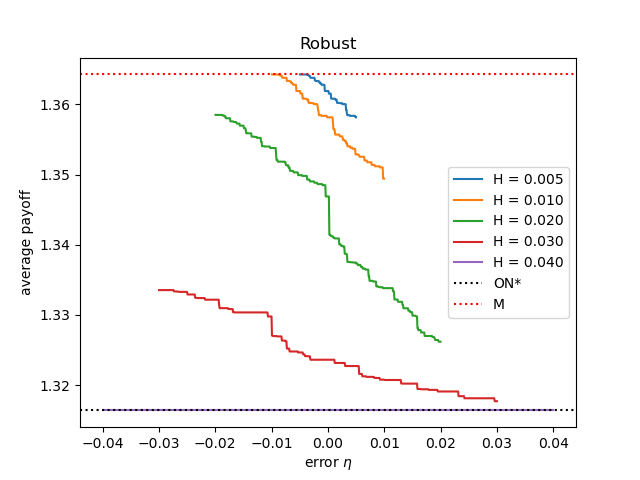 Robust
average payoff
1.36
1.35
1.34
1.33
1.32
H = 0.005
H = 0.010
H = 0.020
H = 0.030
H = 0.040
ON*
M
−0.04 −0.03 −0.02 −0.01 0.00 0.01 0.02 0.03 0.04
error η